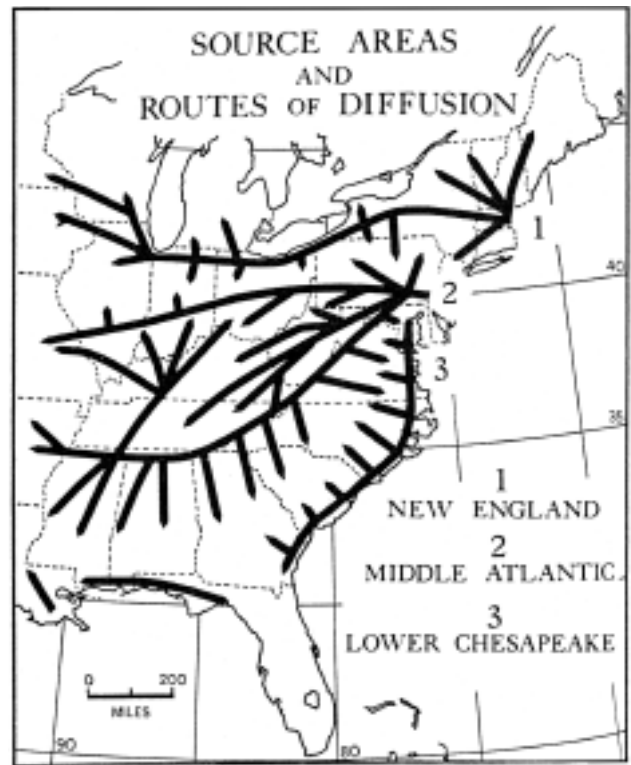 SOURCE AREAS
AND
ROUTES OF DIFFUSION
1
2
3
40
35
1
NEW ENGLAND
2
MIDDLE ATLANTIC
3
LOWER CHESAPEAKE
0 200
MILES
90
80